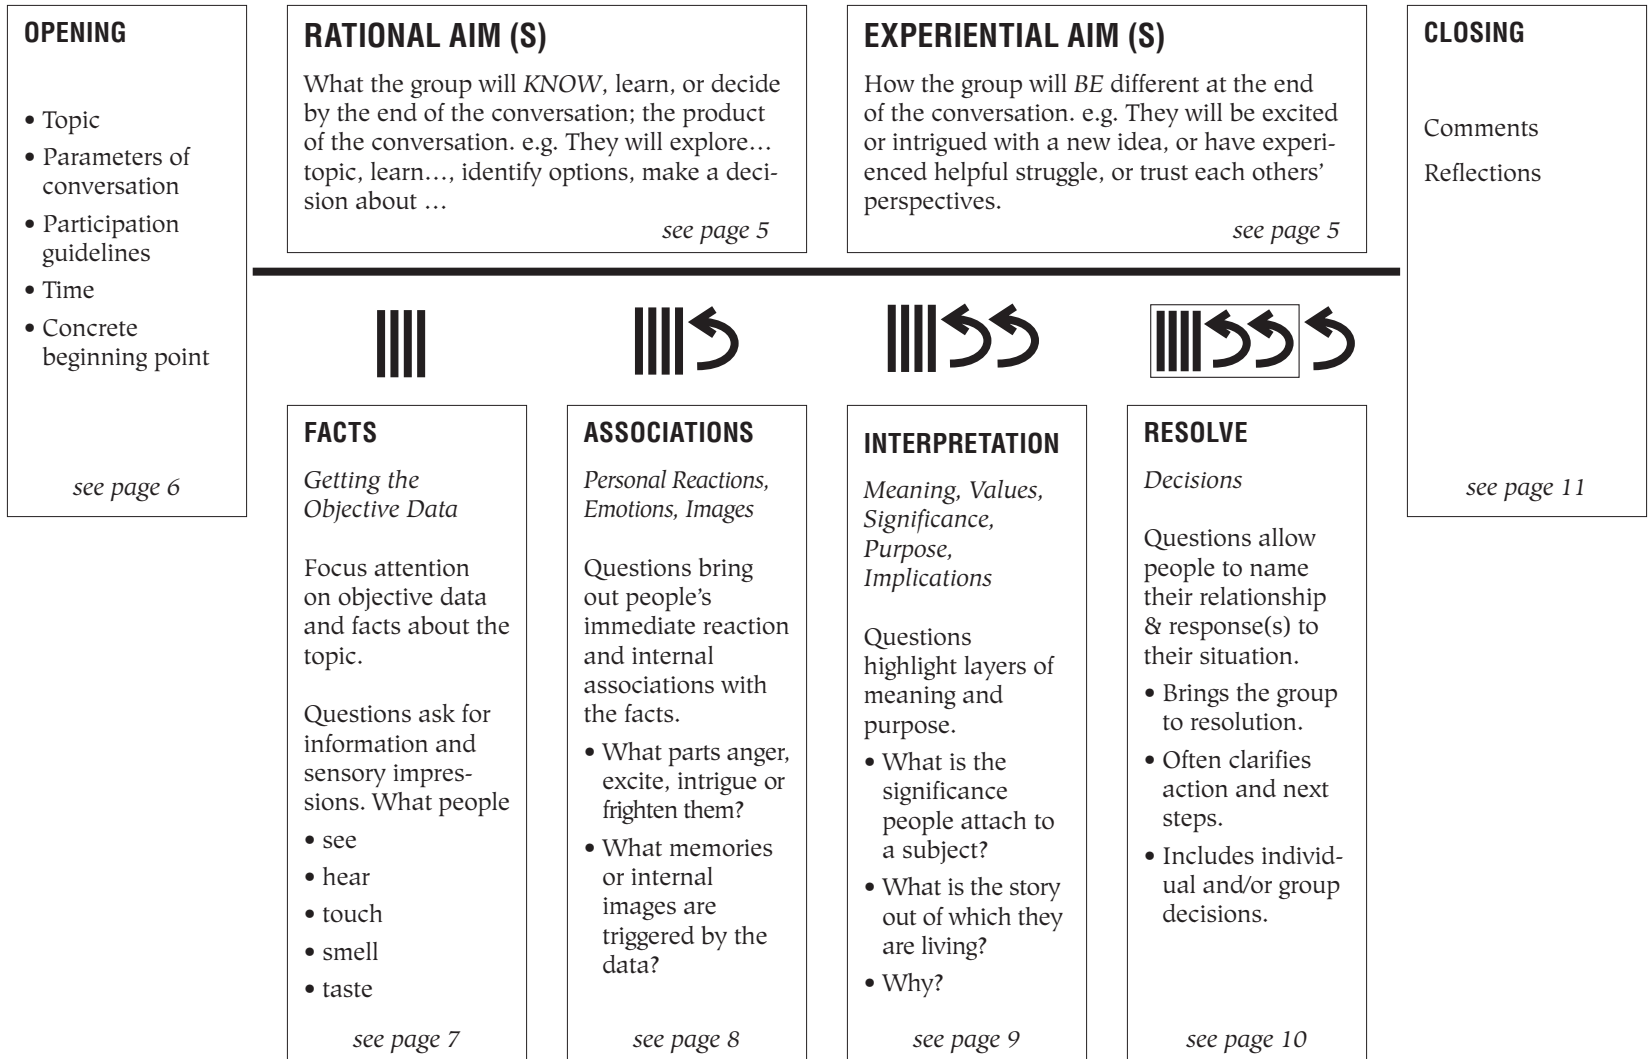 OPENING
• Topic
• Parameters of
conversation
• Participation
guidelines
• Time
• Concrete
beginning point
see page 6
RATIONAL AIM (S)
What the group will KNOW, learn, or decide
by the end of the conversation; the product
of the conversation. e.g. They will explore…
topic, learn…, identify options, make a deci-
sion about …
see page 5
EXPERIENTIAL AIM (S)
How the group will BE different at the end
of the conversation. e.g. They will be excited
or intrigued with a new idea, or have experi-
enced helpful struggle, or trust each others’
perspectives.
see page 5
FACTS
Getting the
Objective Data
Focus attention
on objective data
and facts about the
topic.
Questions ask for
information and
sensory impres-
sions. What people
• see
• hear
• touch
• smell
• taste
see page 7
ASSOCIATIONS
Personal Reactions,
Emotions, Images
Questions bring
out people’s
immediate reaction
and internal
associations with
the facts.
• What parts anger,
excite, intrigue or
frighten them?
• What memories
or internal
images are
triggered by the
data?
see page 8
INTERPRETATION
Meaning, Values,
Significance,
Purpose,
Implications
Questions
highlight layers of
meaning and
purpose.
• What is the
significance
people attach to
a subject?
• What is the story
out of which they
are living?
• Why?
see page 9
RESOLVE
Decisions
Questions allow
people to name
their relationship
& response(s) to
their situation.
• Brings the group
to resolution.
• Often clarifies
action and next
steps.
• Includes individ-
ual and/or group
decisions.
see page 10
CLOSING
Comments
Reflections
see page 11